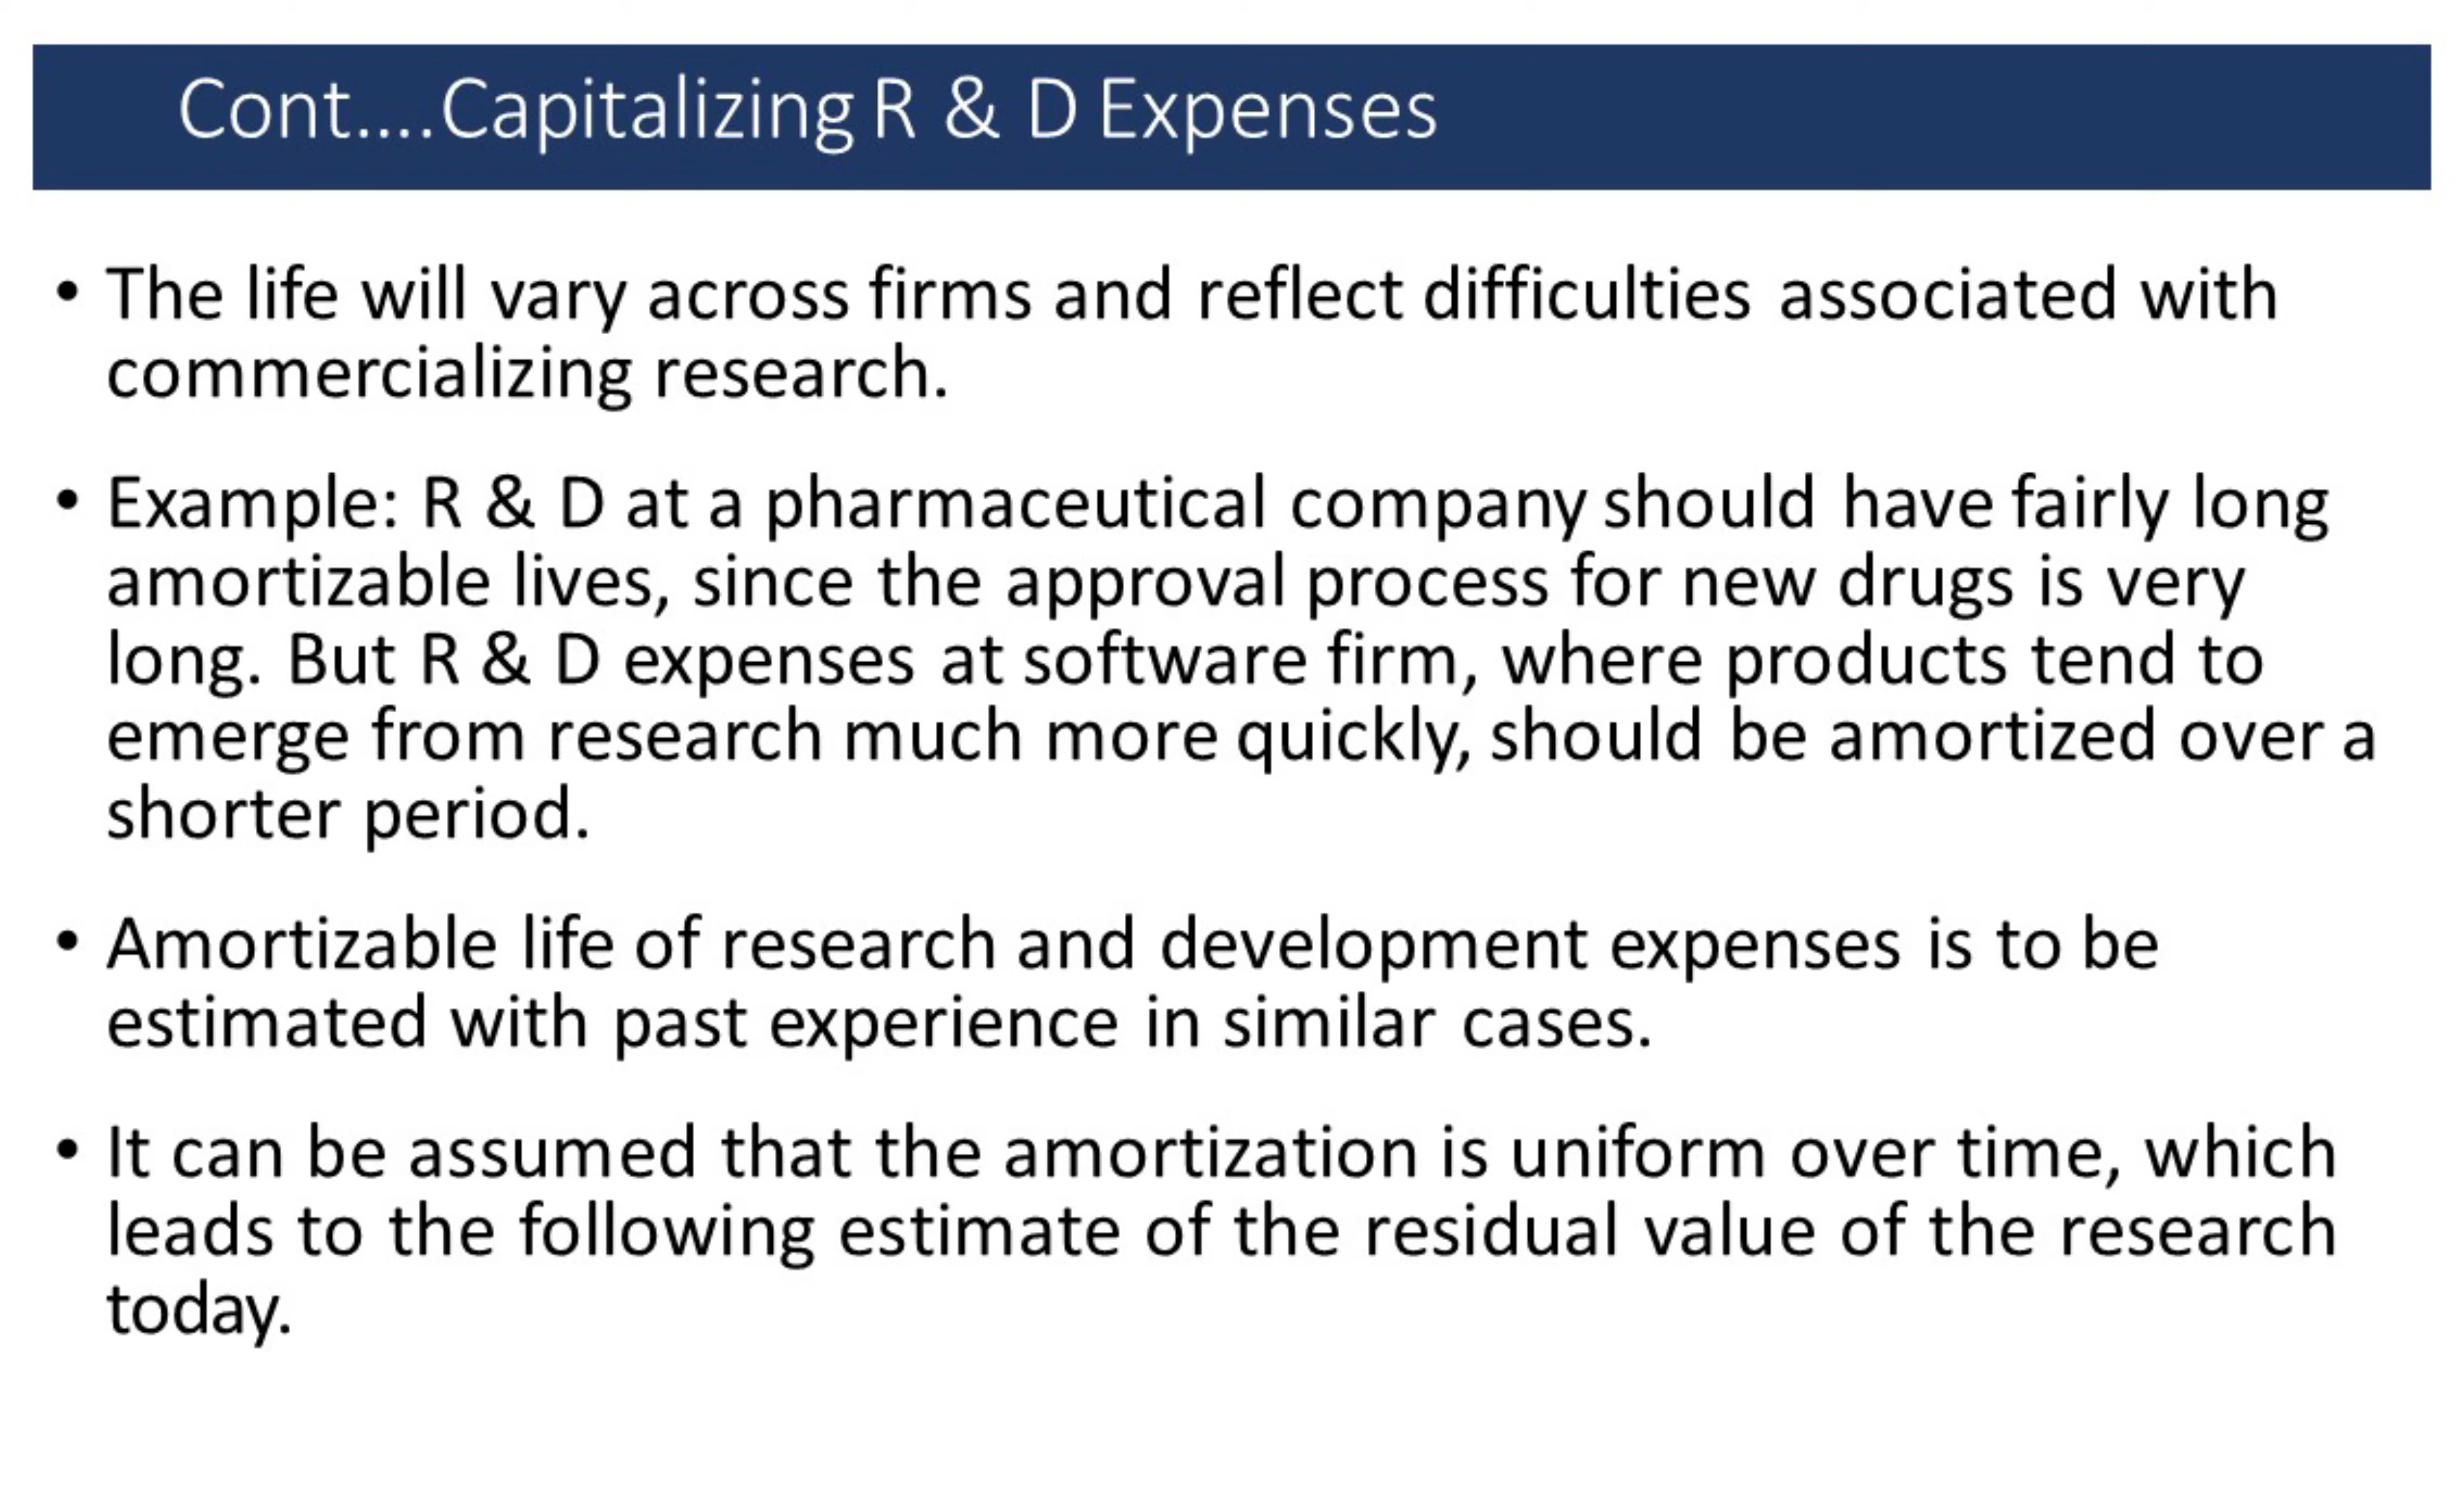 Cont....Capitalizing R & D Expenses
• The life will vary across firms and reflect difficulties associated with
commercializing research.
• Example: R & D at a pharmaceutical company should have fairly long
amortizable lives, since the approval process for new drugs is very
long. But R & D expenses at software firm, where products tend to
emerge from research much more quickly, should be amortized over a
shorter period.
• Amortizable life of research and development expenses is to be
estimated with past experience in similar cases.
• It can be assumed that the amortization is uniform over time, which
leads to the following estimate of the residual value of the research
today.